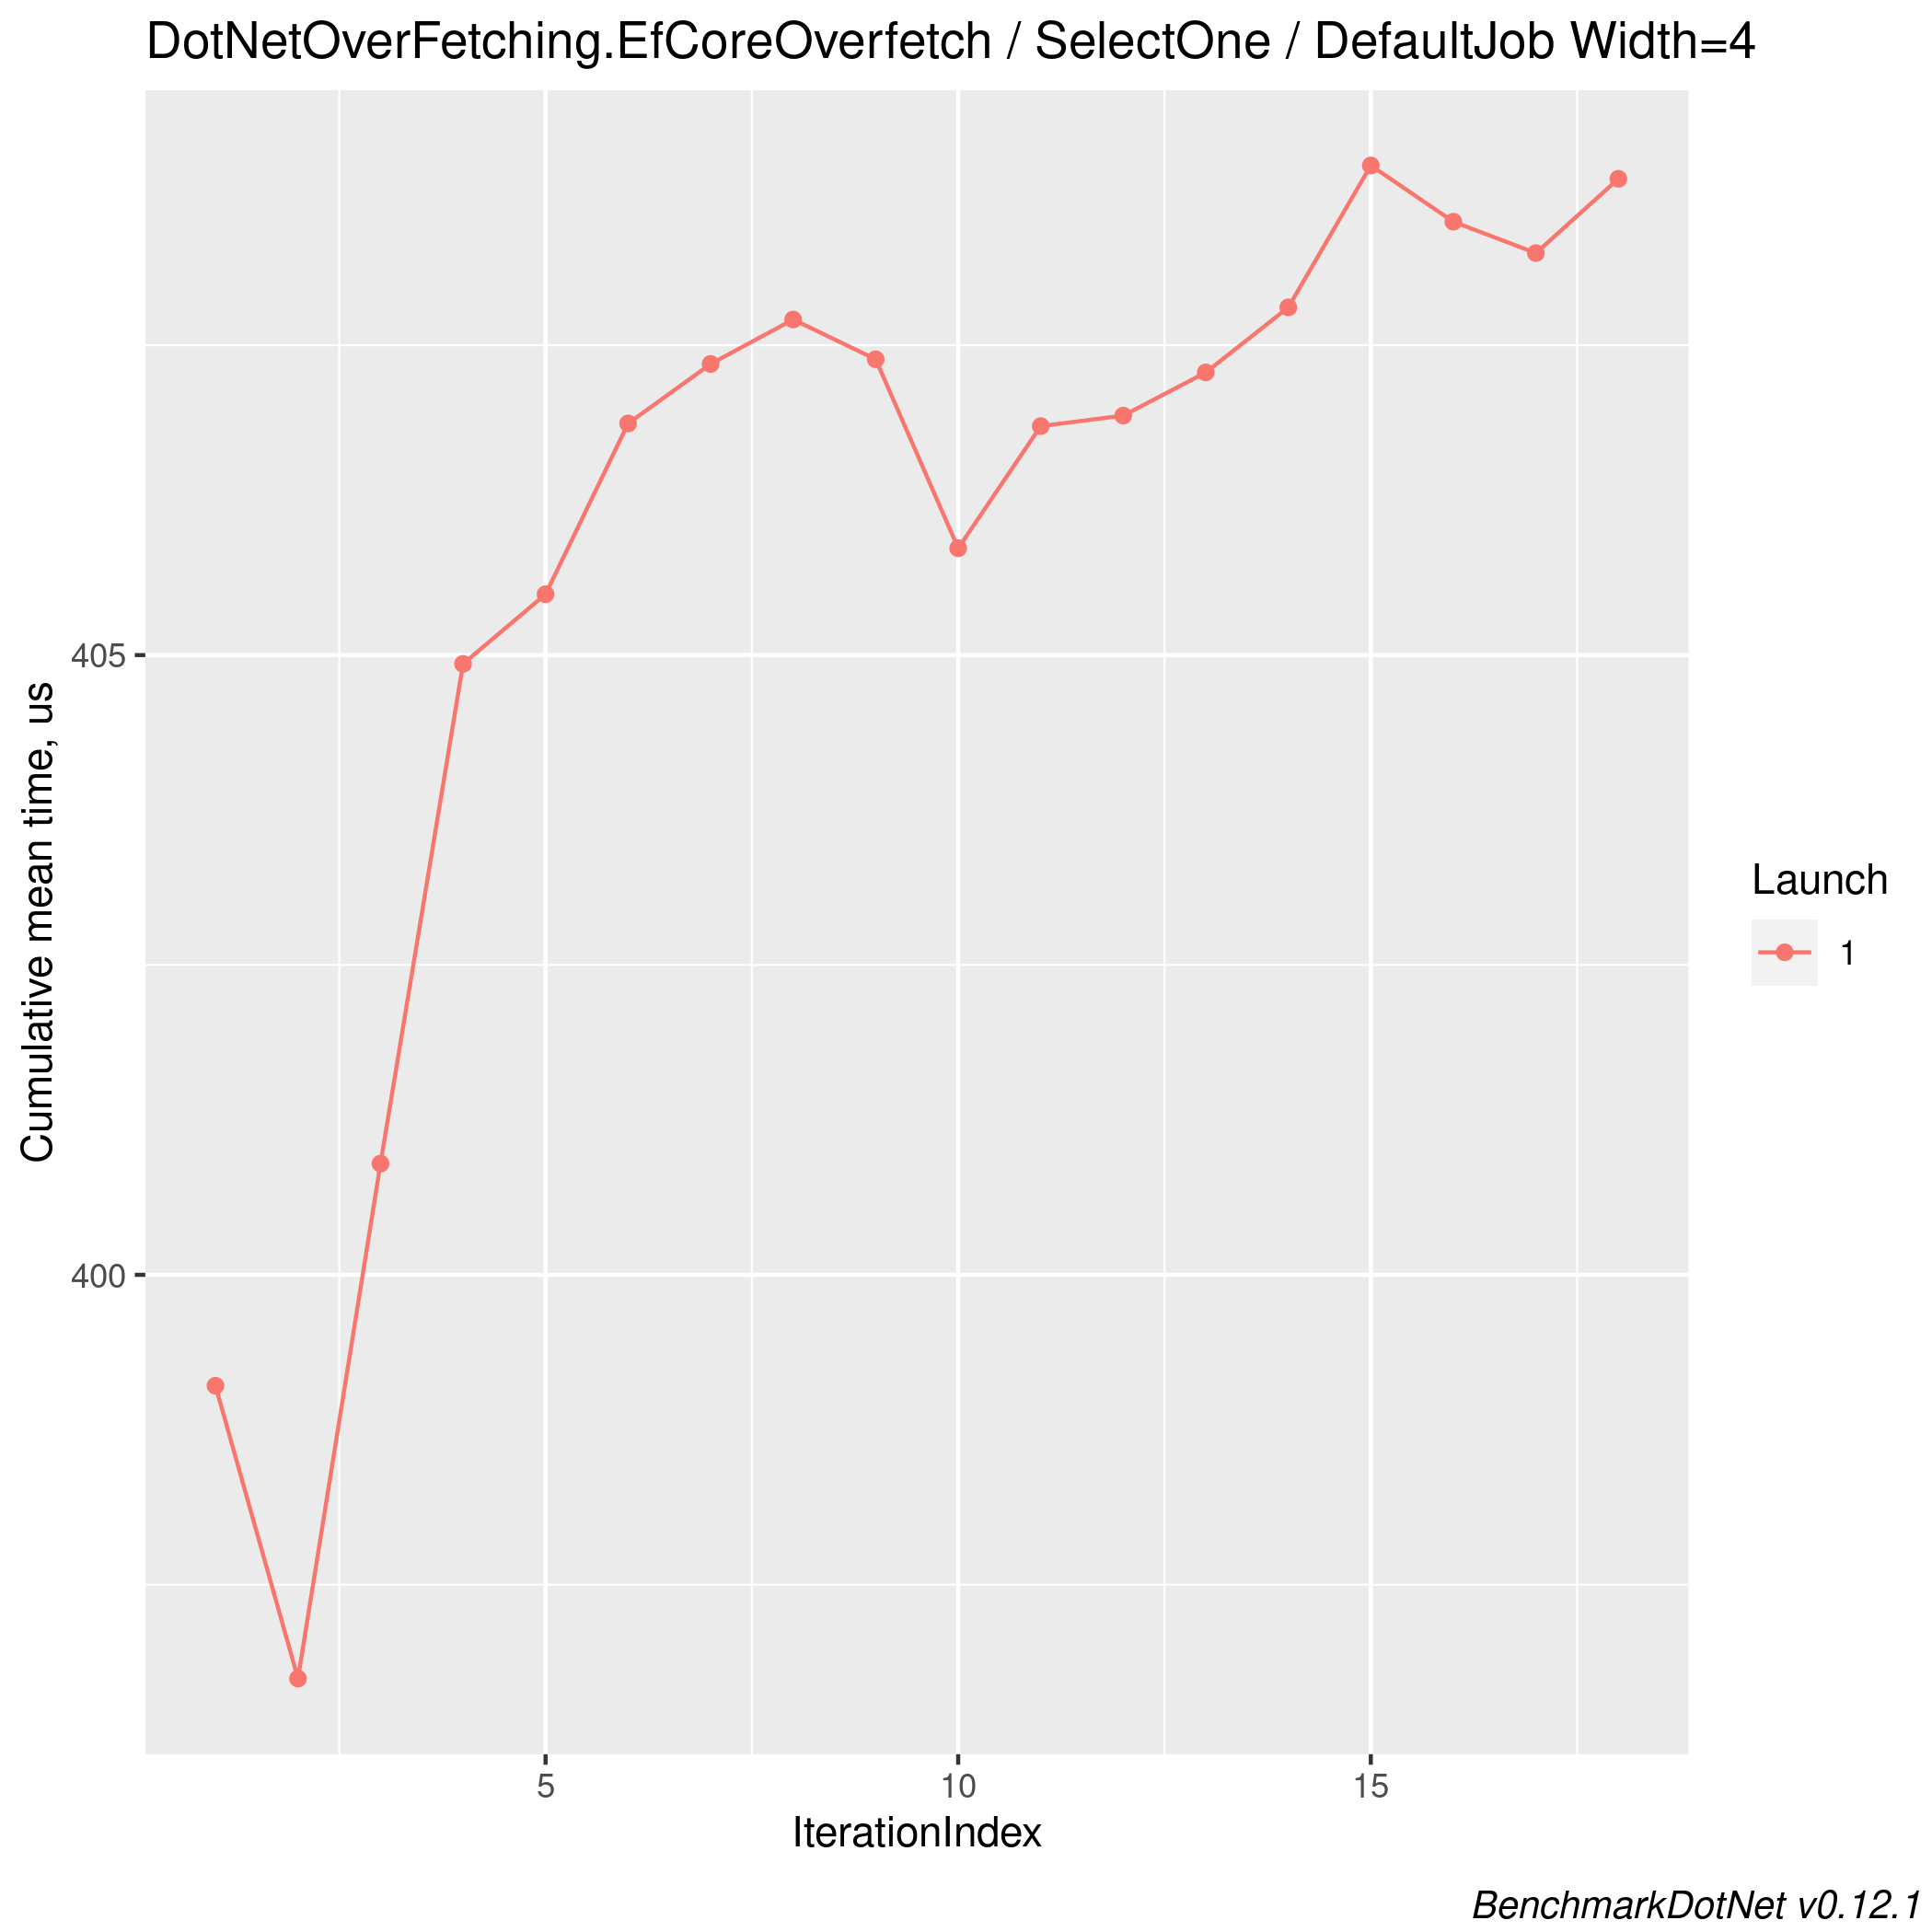 DotNetOverFetching.EfCoreOverfetch / SelectOne / DefaultJob Width=4
Cumulative mean time, us
405
400
5 10 15
IterationIndex
Launch
1
BenchmarkDotNet v0.12.1